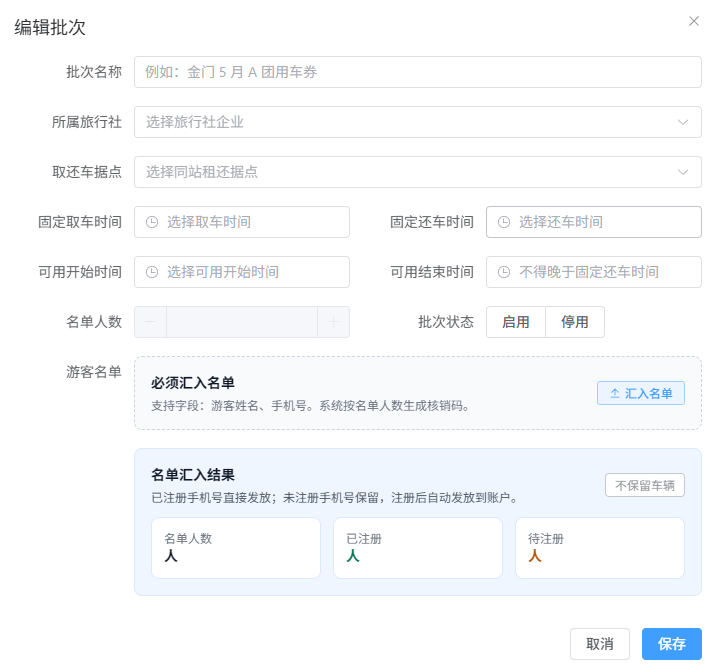 编辑批次
批次名称 例如：金门 5 月 A 团用车券
所属旅行社 选择旅行社企业
取还车据点 选择同站租还据点
固定取车时间 选择取车时间 固定还车时间 选择还车时间
可用开始时间 选择可用开始时间 可用结束时间 不得晚于固定还车时间
名单人数 批次状态 启用 停用
游客名单
必须汇入名单
支持字段：游客姓名、手机号。系统按名单人数生成核销码。
汇入名单
名单汇入结果
已注册手机号直接发放；未注册手机号保留，注册后自动发放到账户。
不保留车辆
名单人数 已注册 待注册
人 人 人
取消 保存